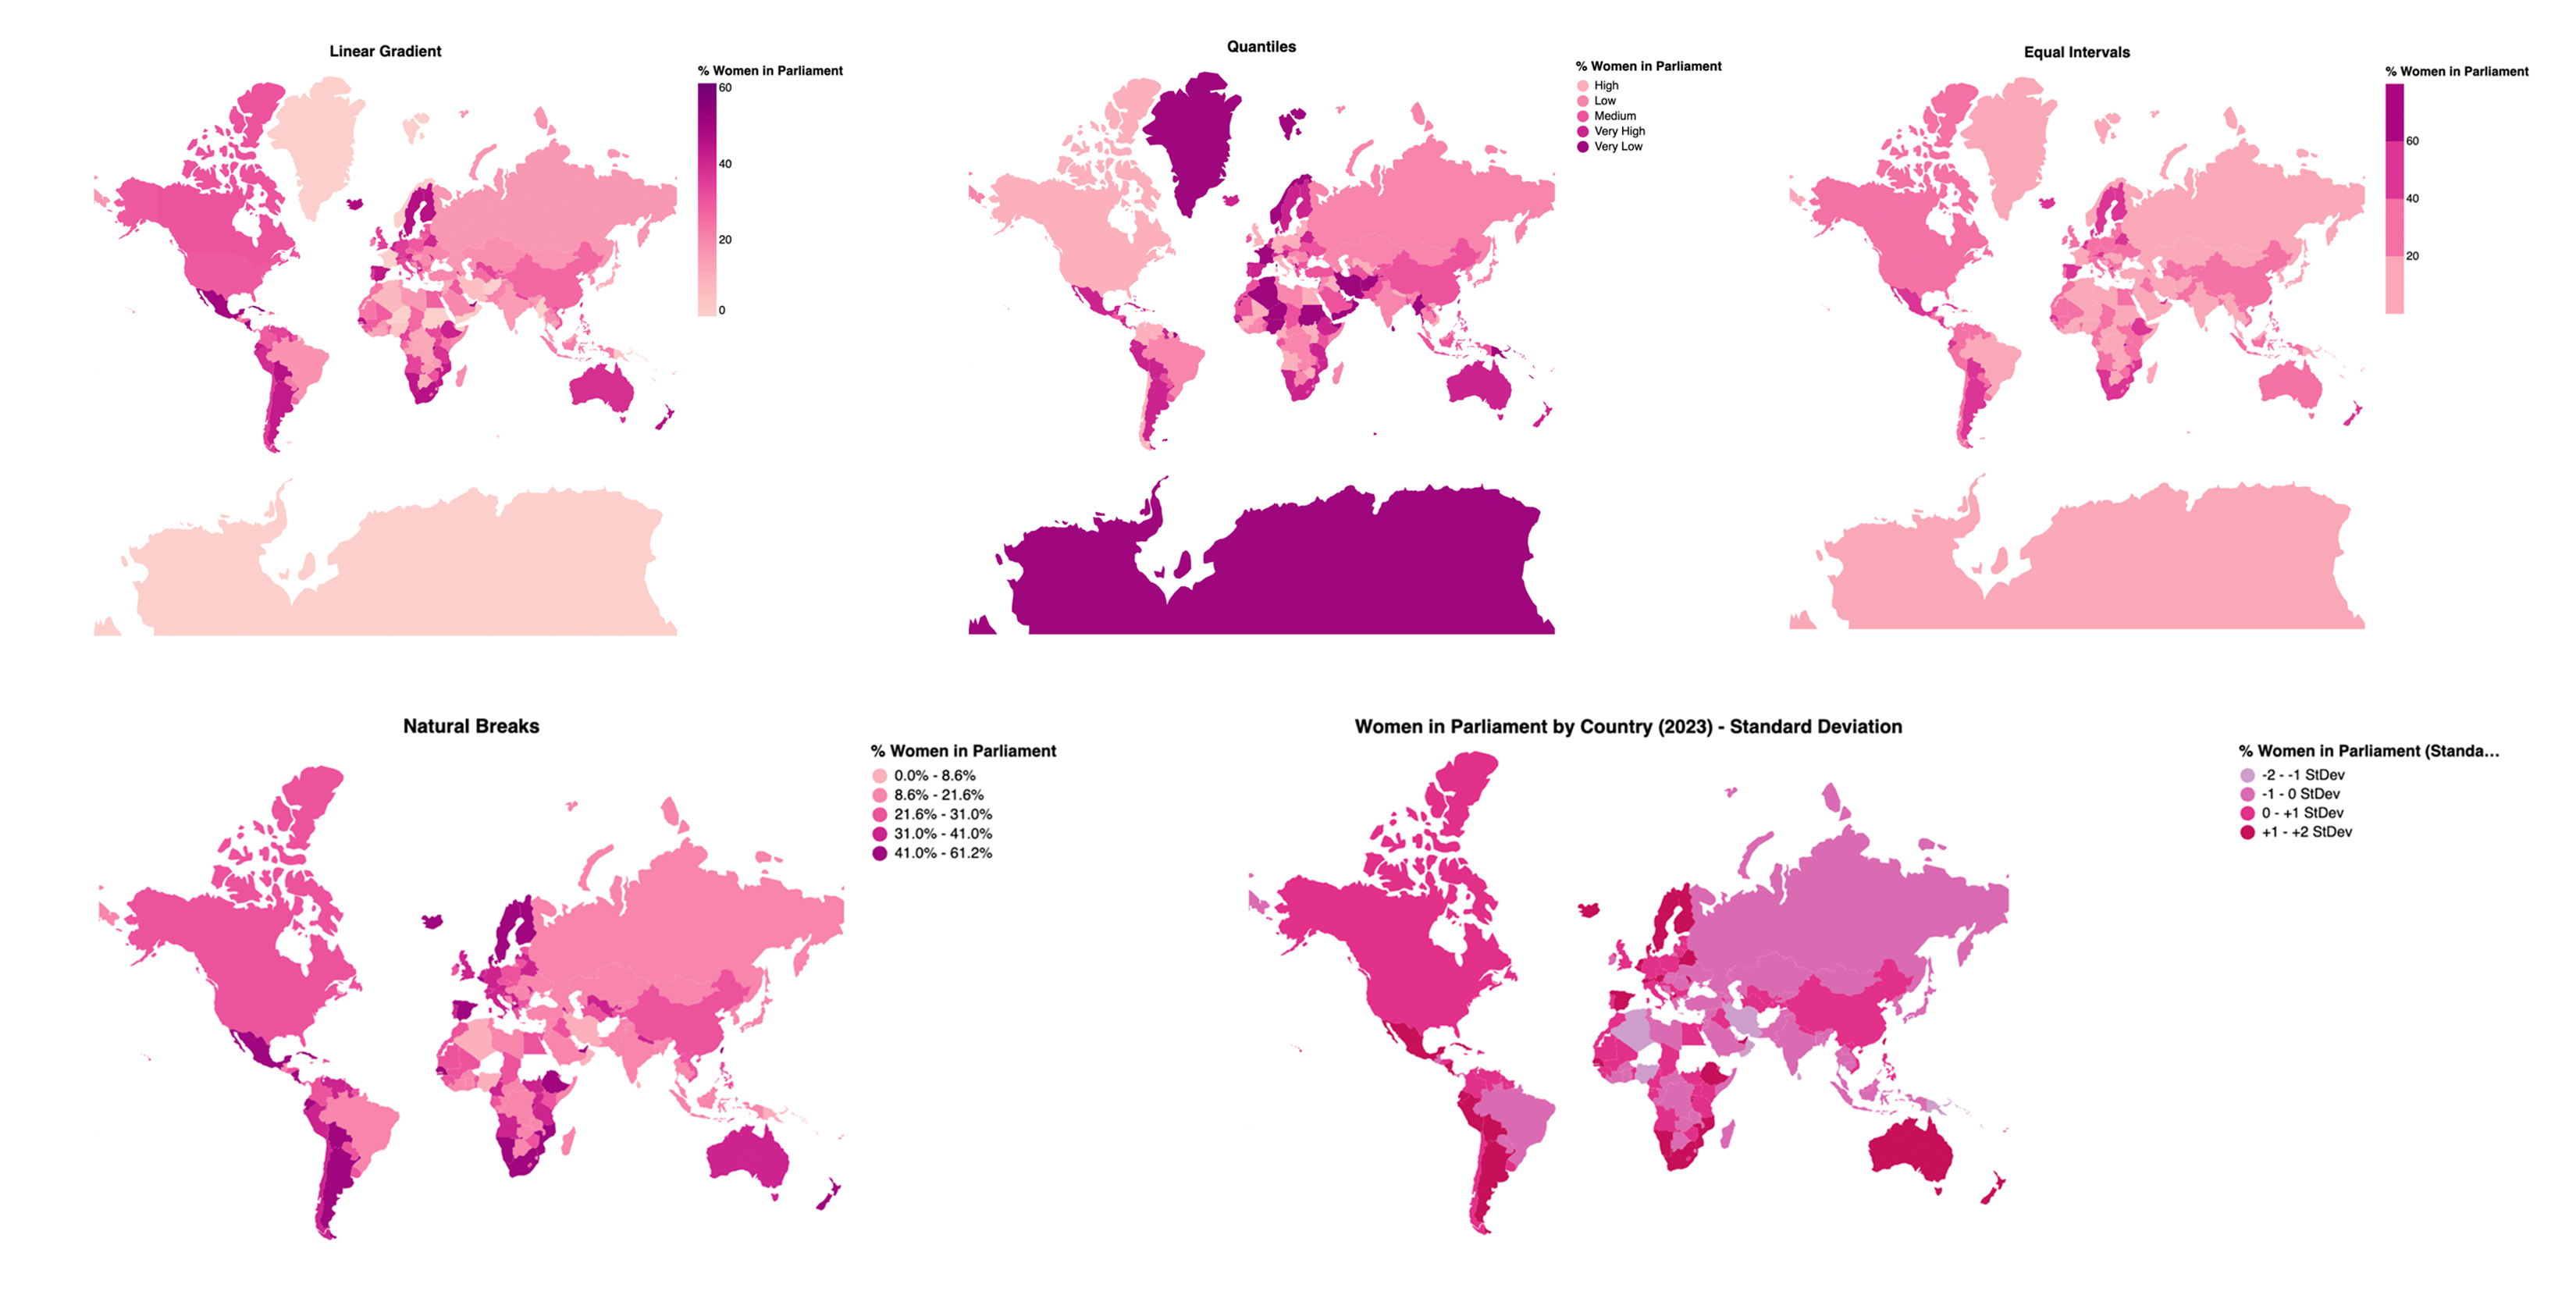 Linear Gradient
% Women in Parliament
60
40
20
0
Quantiles
% Women in Parliament
High
Low
Medium
Very High
Very Low
Equal Intervals
% Women in Parliament
60
40
20
Natural Breaks
% Women in Parliament
0.0% - 8.6%
8.6% - 21.6%
21.6% - 31.0%
31.0% - 41.0%
41.0% - 61.2%
Women in Parliament by Country (2023) - Standard Deviation
% Women in Parliament (Standa…
-2 - -1 StDev
-1 - 0 StDev
0 - +1 StDev
+1 - +2 StDev